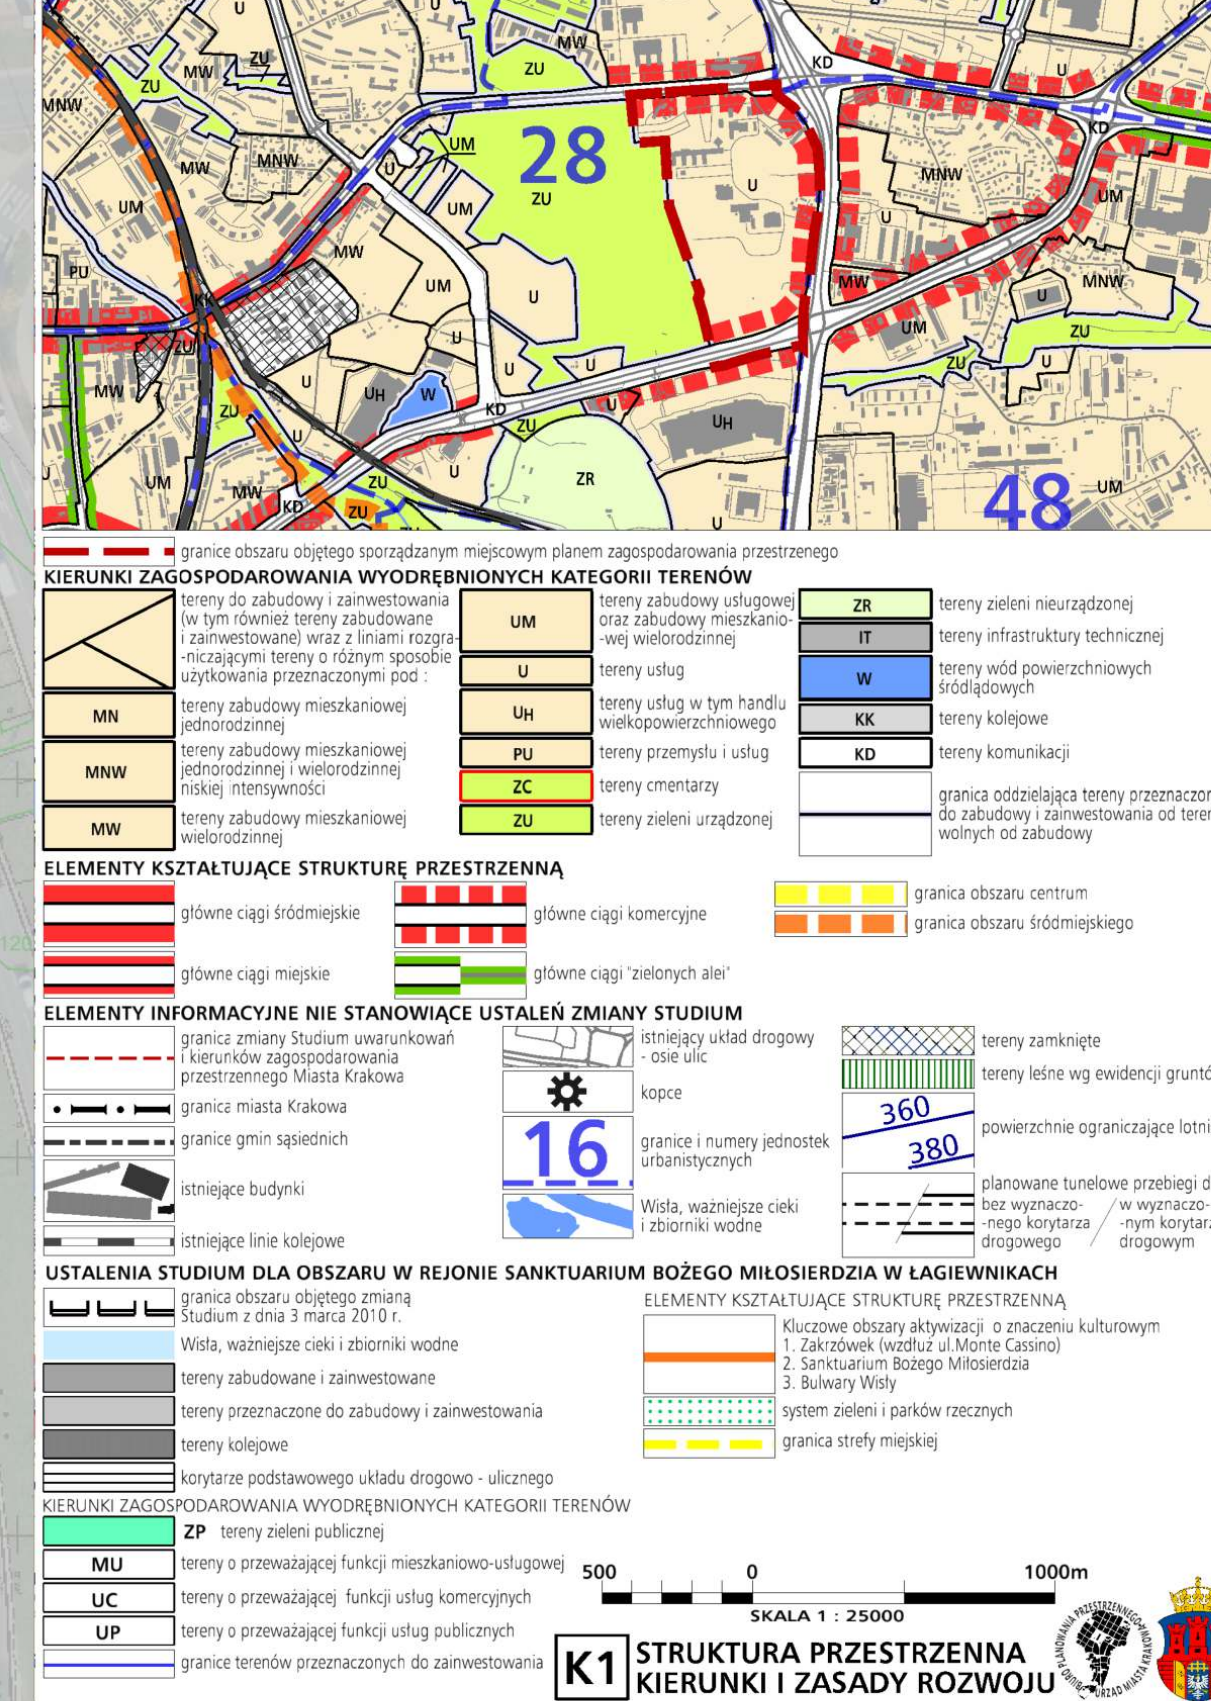 U
U
MW
ZU
KD
U
ZU
MW
ZU
MNW
KD
UM
28
MW
MNW
ZU
U
MNW
UM
UM
U
UM
PU
MW
UM
U
MW
U
MNW
KK
UM
ZU
ZU
U
U
U
U
ZU
ZU
MW
U
UH
W
KD
ZU
U
UH
ZU
U
U
UM
MW
ZU
U
ZR
KD
ZU
48
UM
U
granice obszaru objętego sporządzanym miejscowym planem zagospodarowania przestrzenego
KIERUNKI ZAGOSPODAROWANIA WYODRĘBNIONYCH KATEGORII TERENÓW
tereny do zabudowy i zainwestowania
(w tym również tereny zabudowane
i zainwestowane) wraz z liniami rozgra-
-niczającymi tereny o różnym sposobie
użytkowania przeznaczonymi pod :
MN
tereny zabudowy mieszkaniowej
jednorodzinnej
MNW
tereny zabudowy mieszkaniowej
jednorodzinnej i wielorodzinnej
niskiej intensywności
MW
tereny zabudowy mieszkaniowej
wielorodzinnej
UM
tereny zabudowy usługowej
oraz zabudowy mieszkanio-
-wej wielorodzinnej
U
tereny usług
UH
tereny usług w tym handlu
wielkopowierzchniowego
PU
tereny przemysłu i usług
ZC
tereny cmentarzy
ZU
tereny zieleni urządzonej
ZR
tereny zieleni nieurządzonej
IT
tereny infrastruktury technicznej
W
tereny wód powierzchniowych
śródlądowych
KK
tereny kolejowe
KD
tereny komunikacji
granica oddzielająca tereny przeznaczon
do zabudowy i zainwestowania od teren
wolnych od zabudowy
ELEMENTY KSZTAŁTUJĄCE STRUKTURĘ PRZESTRZENNĄ
główne ciągi śródmiejskie
główne ciągi miejskie
główne ciągi komercyjne
główne ciągi "zielonych alei"
granica obszaru centrum
granica obszaru śródmiejskiego
120
ELEMENTY INFORMACYJNE NIE STANOWIĄCE USTALEŃ ZMIANY STUDIUM
granica zmiany Studium uwarunkowań
i kierunków zagospodarowania
przestrzennego Miasta Krakowa
granica miasta Krakowa
granice gmin sąsiednich
istniejące budynki
istniejące linie kolejowe
istniejący układ drogowy
- osie ulic
kopce
16
granice i numery jednostek
urbanistycznych
Wisła, ważniejsze cieki
i zbiorniki wodne
tereny zamknięte
tereny leśne wg ewidencji gruntó
360
380
powierzchnie ograniczające lotni
planowane tunelowe przebiegi d
bez wyznaczo-
-nego korytarza
drogowego
w wyznaczo-
-nym korytarz
drogowym
USTALENIA STUDIUM DLA OBSZARU W REJONIE SANKTUARIUM BOŻEGO MIŁOSIERDZIA W ŁAGIEWNIKACH
granica obszaru objętego zmianą
Studium z dnia 3 marca 2010 r.
Wisła, ważniejsze cieki i zbiorniki wodne
tereny zabudowane i zainwestowane
tereny przeznaczone do zabudowy i zainwestowania
tereny kolejowe
korytarze podstawowego układu drogowo - ulicznego
ELEMENTY KSZTAŁTUJĄCE STRUKTURĘ PRZESTRZENNĄ
Kluczowe obszary aktywizacji o znaczeniu kulturowym
1. Zakrzówek (wzdłuż ul.Monte Cassino)
2. Sanktuarium Bożego Miłosierdzia
3. Bulwary Wisły
system zieleni i parków rzecznych
granica strefy miejskiej
KIERUNKI ZAGOSPODAROWANIA WYODRĘBNIONYCH KATEGORII TERENÓW
ZP tereny zieleni publicznej
MU
tereny o przeważającej funkcji mieszkaniowo-usługowej
UC
tereny o przeważającej funkcji usług komercyjnych
UP
tereny o przeważającej funkcji usług publicznych
granice terenów przeznaczonych do zainwestowania
500 0 1000m
SKALA 1 : 25000
K1
STRUKTURA PRZESTRZENNA
KIERUNKI I ZASADY ROZWOJU
BIURO PLANOWANIA PRZESTRZENNEGO
URZĄD MIASTA KRAKOWA